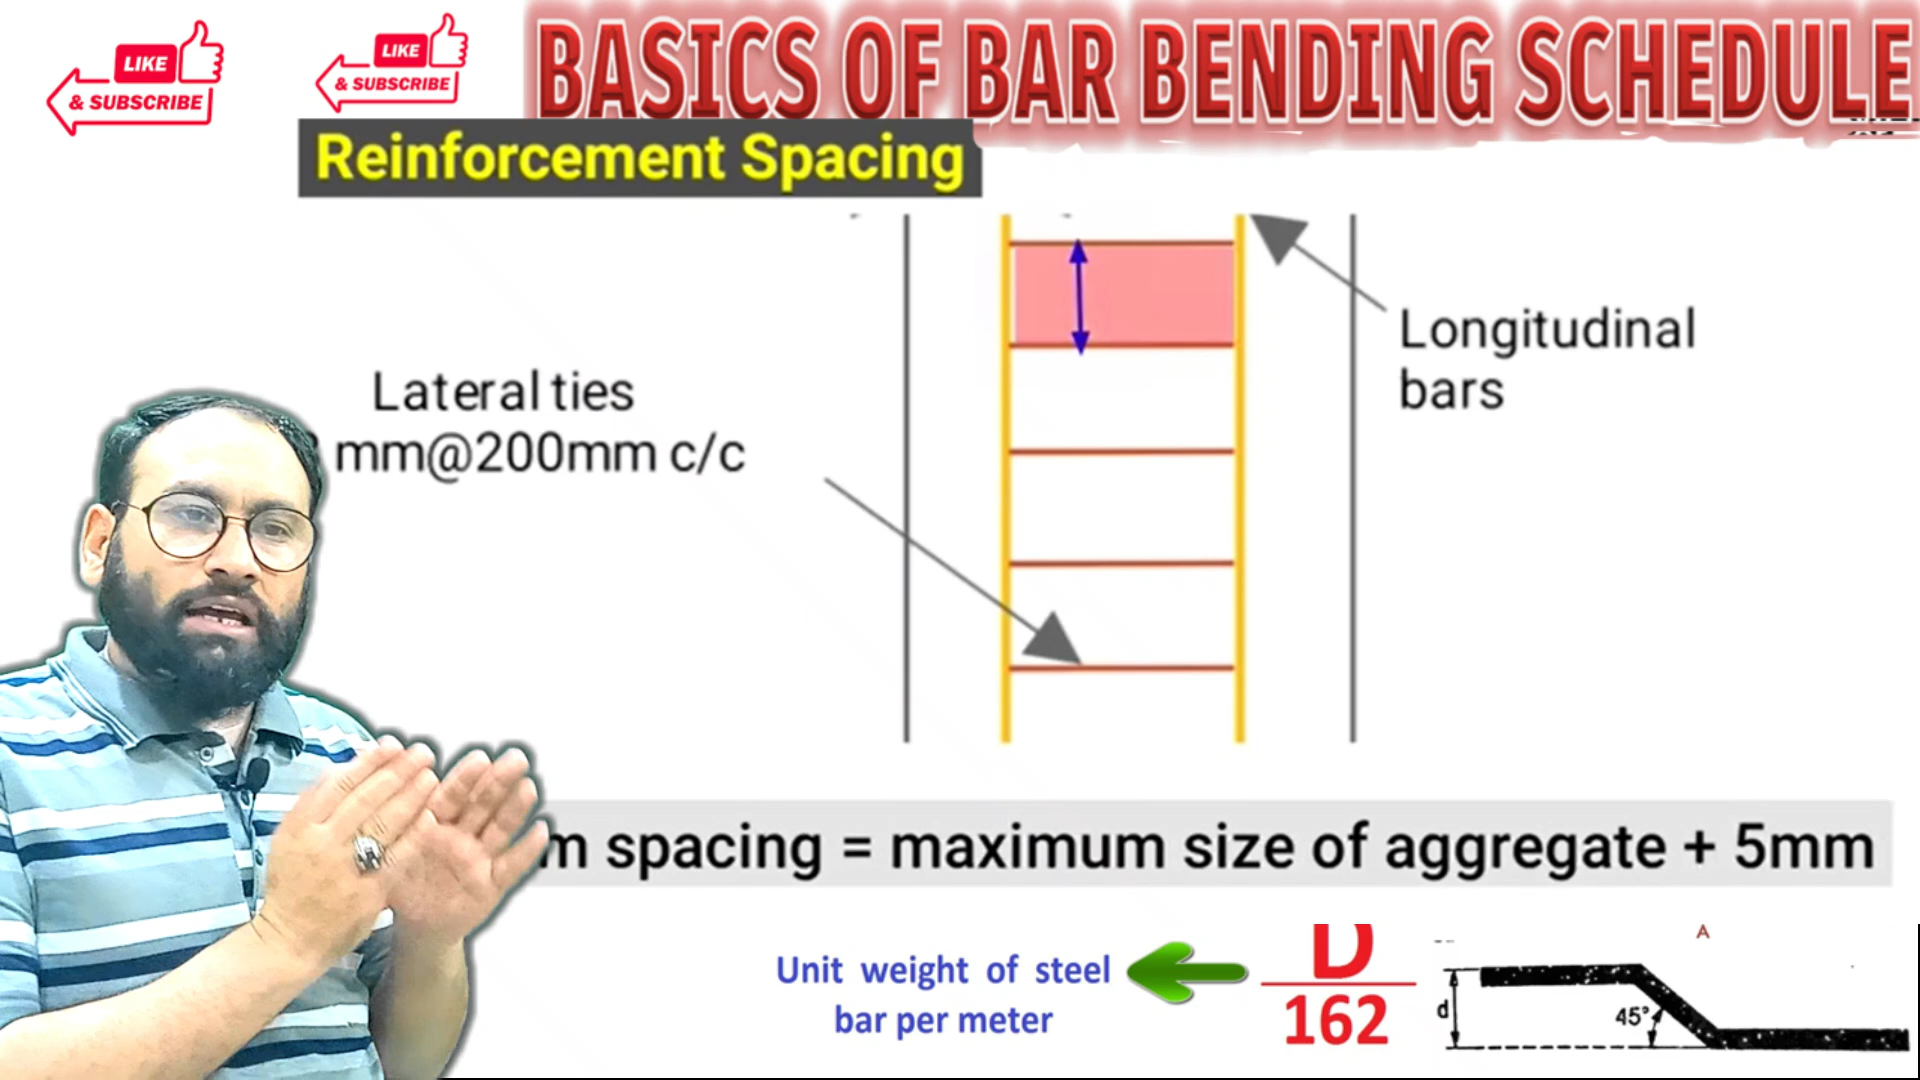 LIKE
& SUBSCRIBE
LIKE
& SUBSCRIBE
BASICS OF BAR BENDING SCHEDULE
Reinforcement Spacing
Longitudinal
bars
Lateral ties
mm@200mm c/c
spacing = maximum size of aggregate + 5mm
Unit weight of steel
bar per meter
D
162
A
d
45°